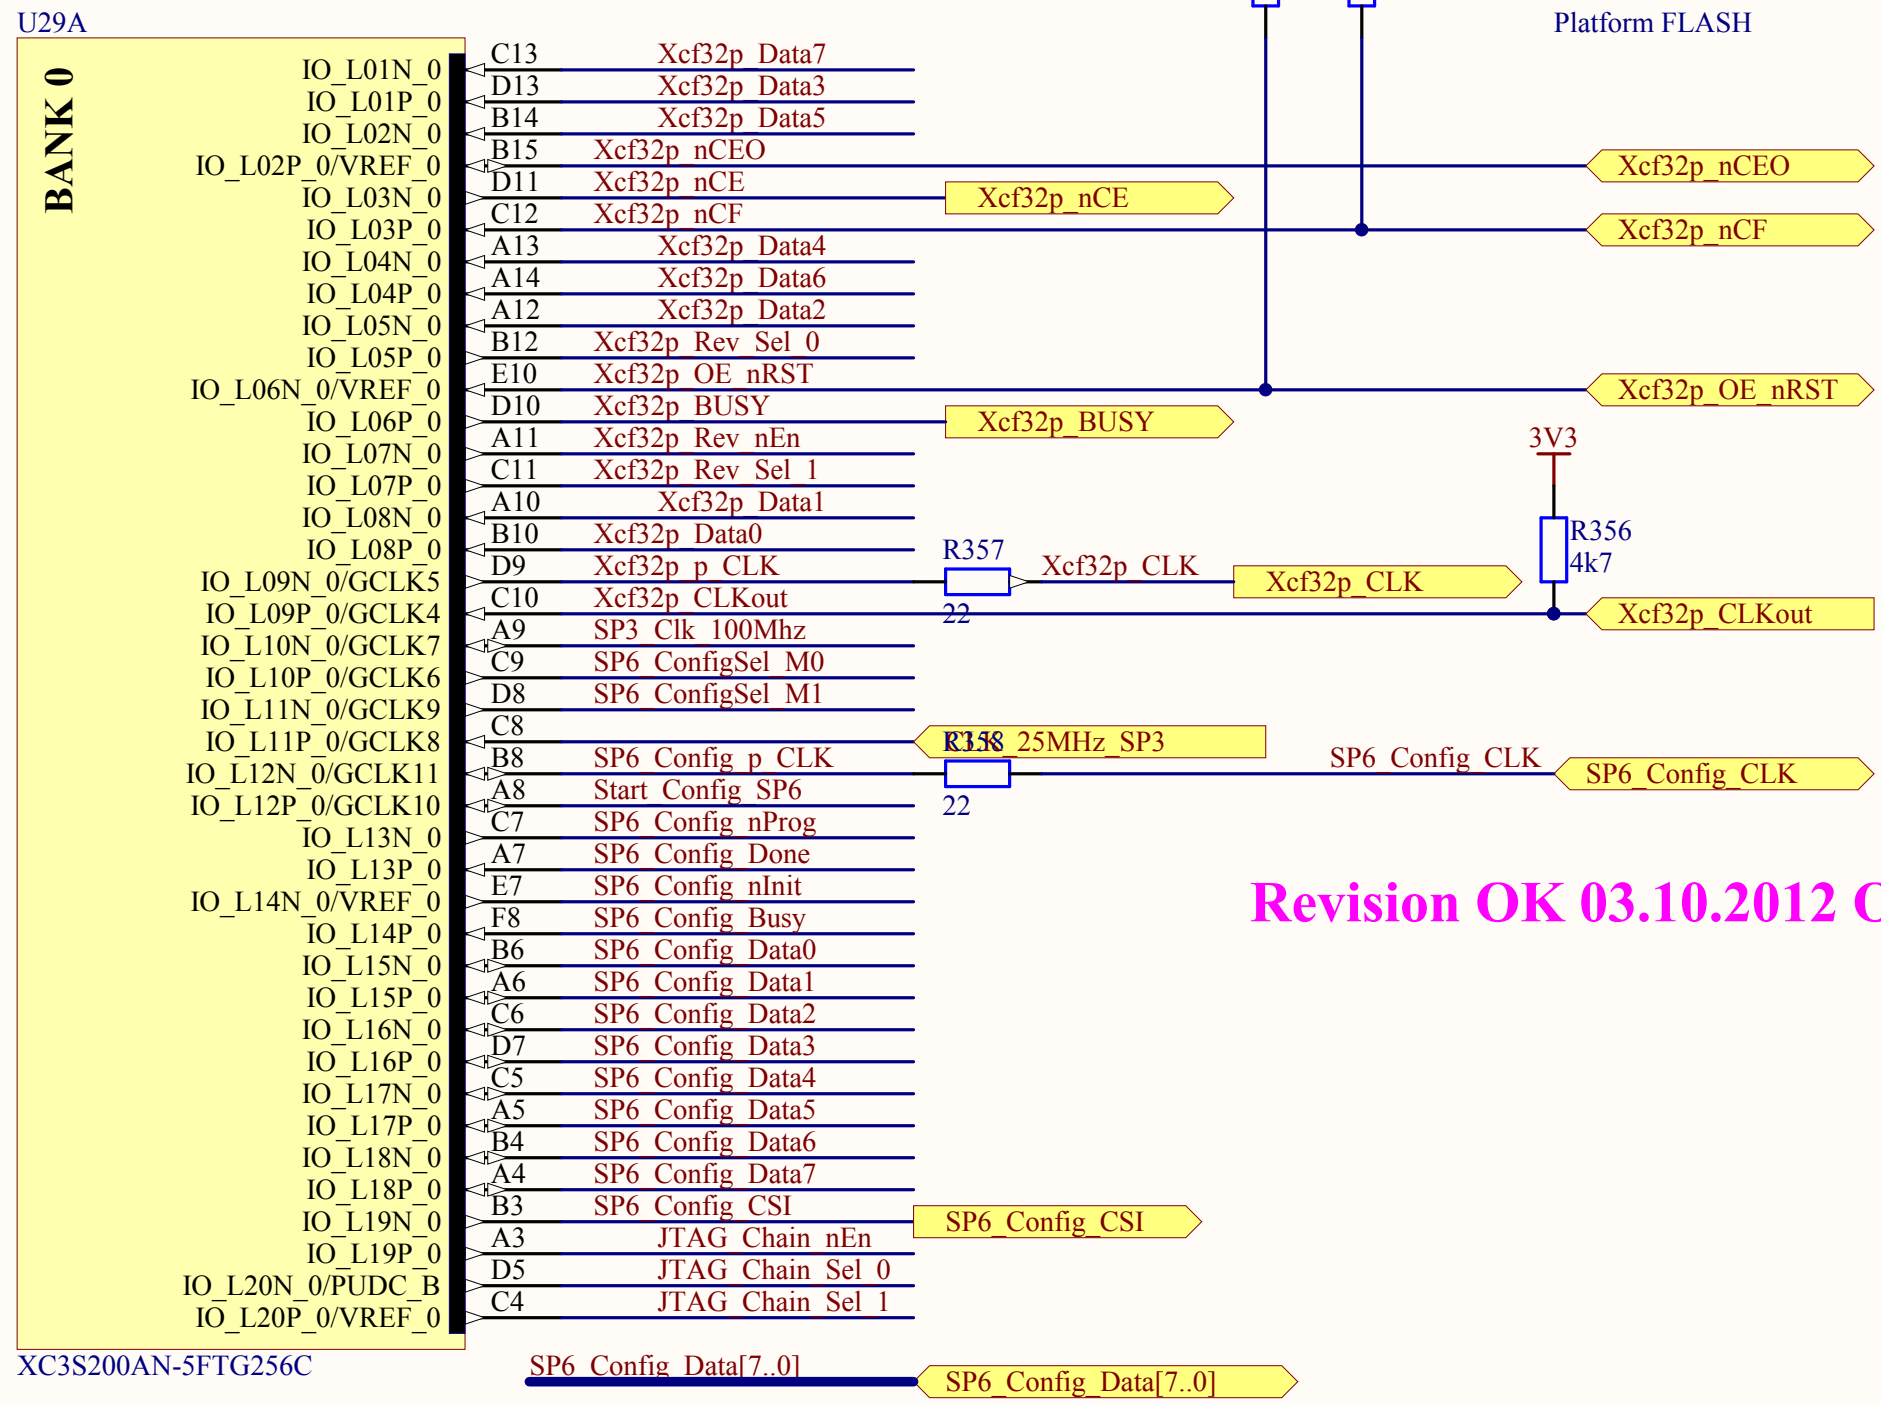 U29A
Platform FLASH
BANK 0
IO_L01N_0 C13 Xcf32p_Data7
IO_L01P_0 D13 Xcf32p_Data3
IO_L02N_0 B14 Xcf32p_Data5
IO_L02P_0/VREF_0 B15 Xcf32p_nCEO Xcf32p_nCEO
IO_L03N_0 D11 Xcf32p_nCE Xcf32p_nCE
IO_L03P_0 C12 Xcf32p_nCF Xcf32p_nCF
IO_L04N_0 A13 Xcf32p_Data4
IO_L04P_0 A14 Xcf32p_Data6
IO_L05N_0 A12 Xcf32p_Data2
IO_L05P_0 B12 Xcf32p_Rev_Sel_0
IO_L06N_0/VREF_0 E10 Xcf32p_OE_nRST Xcf32p_OE_nRST
IO_L06P_0 D10 Xcf32p_BUSY Xcf32p_BUSY
IO_L07N_0 A11 Xcf32p_Rev_nEn 3V3
IO_L07P_0 C11 Xcf32p_Rev_Sel_1
IO_L08N_0 A10 Xcf32p_Data1
R356
IO_L08P_0 B10 Xcf32p_Data0 R357
4k7
IO_L09N_0/GCLK5 D9 Xcf32p_p_CLK Xcf32p_CLK Xcf32p_CLK
IO_L09P_0/GCLK4 C10 Xcf32p_CLKout 22 Xcf32p_CLKout
IO_L10N_0/GCLK7 A9 SP3_Clk_100Mhz
IO_L10P_0/GCLK6 C9 SP6_ConfigSel_M0
IO_L11N_0/GCLK9 D8 SP6_ConfigSel_M1
IO_L11P_0/GCLK8 C8 R358 CLK_25MHz_SP3
IO_L12N_0/GCLK11 B8 SP6_Config_p_CLK SP6_Config_CLK SP6_Config_CLK
IO_L12P_0/GCLK10 A8 Start_Config_SP6 22
IO_L13N_0 C7 SP6_Config_nProg
IO_L13P_0 A7 SP6_Config_Done
IO_L14N_0/VREF_0 E7 SP6_Config_nInit Revision OK 03.10.2012
IO_L14P_0 F8 SP6_Config_Busy
IO_L15N_0 B6 SP6_Config_Data0
IO_L15P_0 A6 SP6_Config_Data1
IO_L16N_0 C6 SP6_Config_Data2
IO_L16P_0 D7 SP6_Config_Data3
IO_L17N_0 C5 SP6_Config_Data4
IO_L17P_0 A5 SP6_Config_Data5
IO_L18N_0 B4 SP6_Config_Data6
IO_L18P_0 A4 SP6_Config_Data7
IO_L19N_0 B3 SP6_Config_CSI SP6_Config_CSI
IO_L19P_0 A3 JTAG_Chain_nEn
IO_L20N_0/PUDC_B D5 JTAG_Chain_Sel_0
IO_L20P_0/VREF_0 C4 JTAG_Chain_Sel_1
XC3S200AN-5FTG256C
SP6_Config_Data[7..0] SP6_Config_Data[7..0]